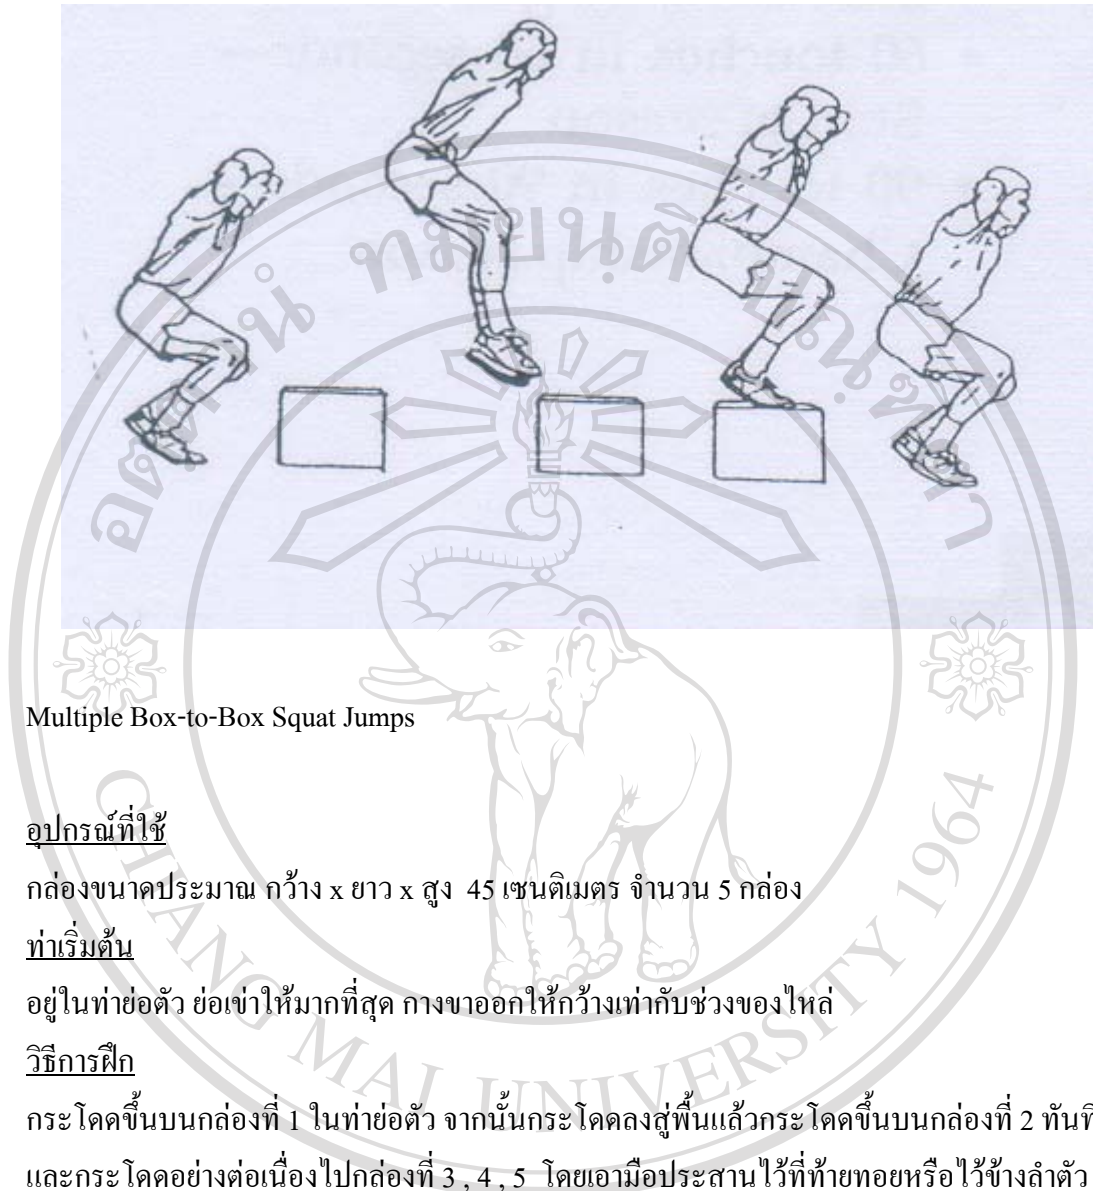 Multiple Box-to-Box Squat Jumps
อุปกรณ์ที่ใช้
กล่องขนาดประมาณ กว้าง x ยาว x สูง 45 เซนติเมตร จำนวน 5 กล่อง
ท่าเริ่มต้น
อยู่ในท่าย่อตัว ย่อเข่าให้มากที่สุด กางขาออกให้กว้างเท่ากับช่วงของไหล่
วิธีการฝึก
กระโดดขึ้นบนกล่องที่ 1 ในท่าย่อตัว จากนั้นกระโดดลงสู่พื้นแล้วกระโดดขึ้นบนกล่องที่ 2 ทันที
และกระโดดอย่างต่อเนื่องไปกล่องที่ 3 , 4 , 5 โดยเอามือประสานไว้ที่ท้ายทอยหรือไว้ข้างลำตัว
CHIANG MAI UNIVERSITY 1964